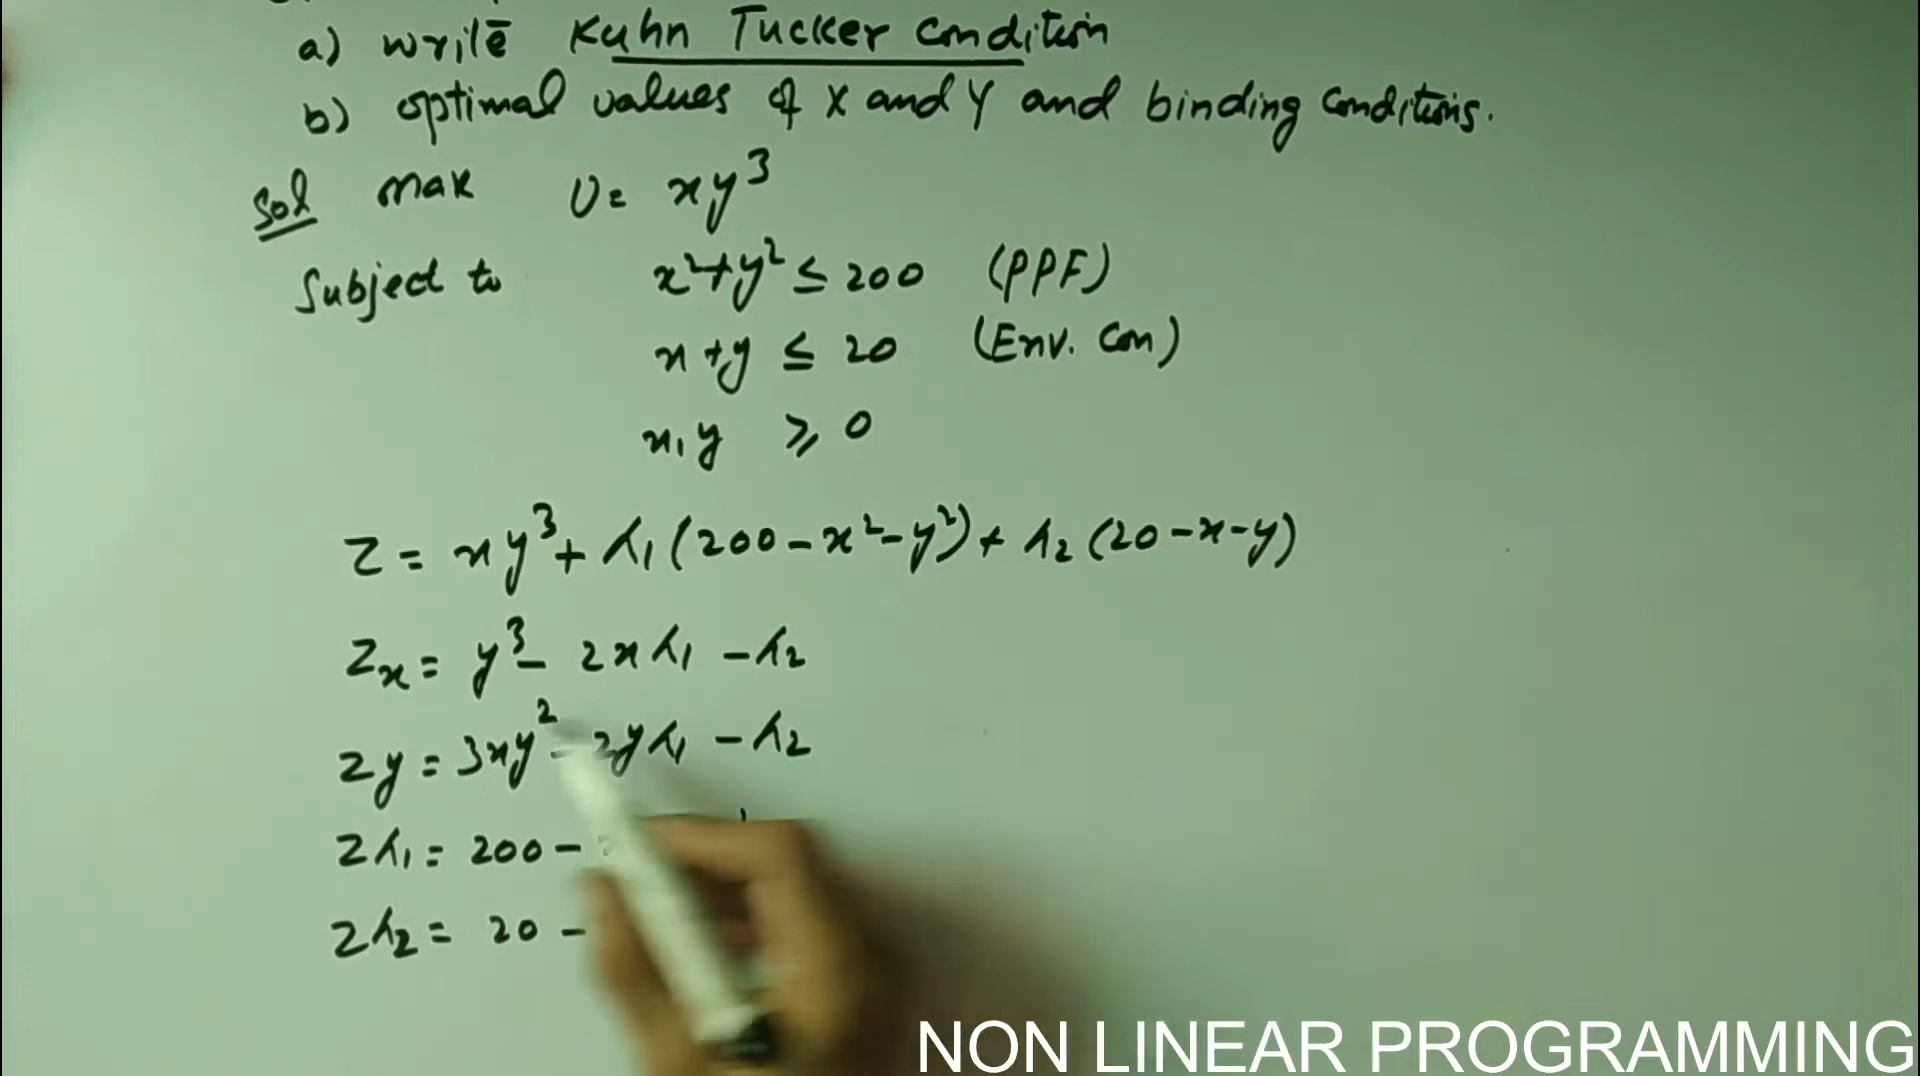 a) write Kuhn Tucker condition
b) optimal values of X and Y and binding conditions.
Sol max U = xy³
Subject to x²+y² ≤ 200 (PPF)
x+y ≤ 20 (Env. Con)
x, y ≥ 0
Z = xy³ + λ₁(200-x²-y²) + λ₂(20-x-y)
Zx = y³ - 2xλ₁ - λ₂
Zy = 3xy² - 2yλ₁ - λ₂
Zλ₁ = 200 -
Zλ₂ = 20 -
NON LINEAR PROGRAMMING